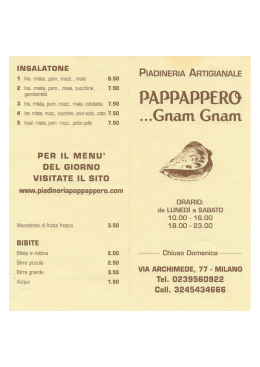 INSALATONE
1 Ins. mista, pom., mozz., mais 6.50
2 Ins. mista, pom., mais, zucchine, gamberetti 7.50
3 Ins. mista, pom., mozz., mais, cotoletta 7.50
4 Ins. mista, mozz., zucchine, uova sode, cotto 7.50
5 Insal. mista, pom., mozz., petto pollo 7.50
PER IL MENU'
DEL GIORNO
VISITATE IL SITO
www.piadineriapappappero.com
Macedonia di frutta fresca 3.50
BIBITE
Bibite in lattina 2.00
Birra piccola 2.50
Birra grande 3.50
Acqua 1.50
PIADINERIA ARTIGIANALE
PAPPAPPERO
...Gnam Gnam
ORARIO:
da LUNEDÌ a SABATO
10.00 - 16.00
18.00 - 23.00
Chiuso Domenica
VIA ARCHIMEDE, 77 - MILANO
Tel. 0239560922
Cell. 3245434666